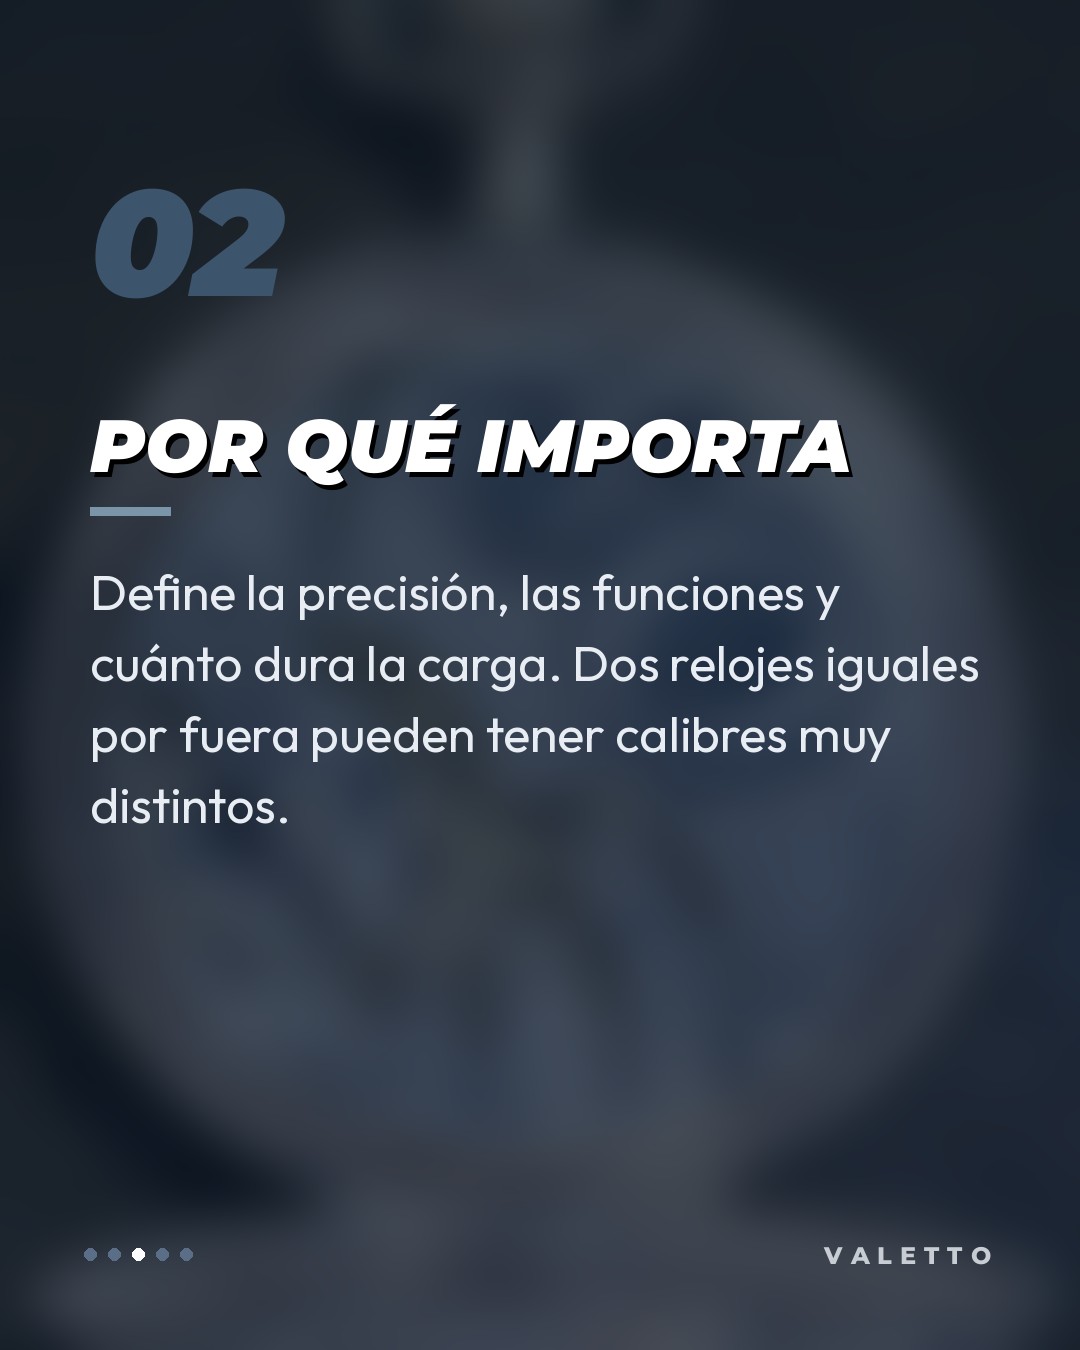 02
POR QUÉ IMPORTA
Define la precisión, las funciones y
cuánto dura la carga. Dos relojes iguales
por fuera pueden tener calibres muy
distintos.
VALETTO